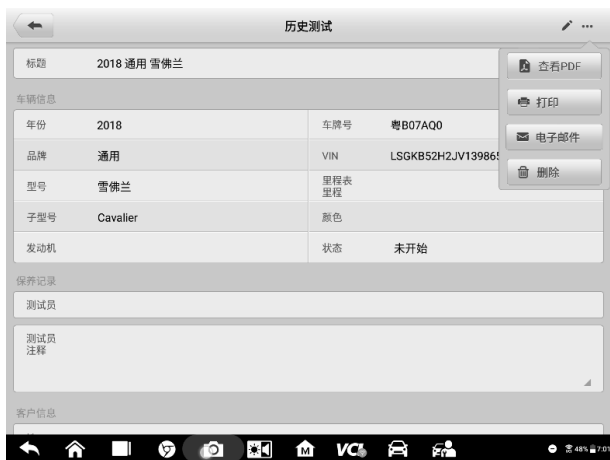 历史测试
标题 2018 通用 雪佛兰
查看PDF
打印
电子邮件
删除
车辆信息
年份 2018 车牌号 粤B07AQ0
品牌 通用 VIN LSGKB52H2JV139865
型号 雪佛兰 里程表
里程
子型号 Cavalier 颜色
发动机 状态 未开始
保养记录
测试员
测试员
注释
客户信息
M VCI 48% 7:01